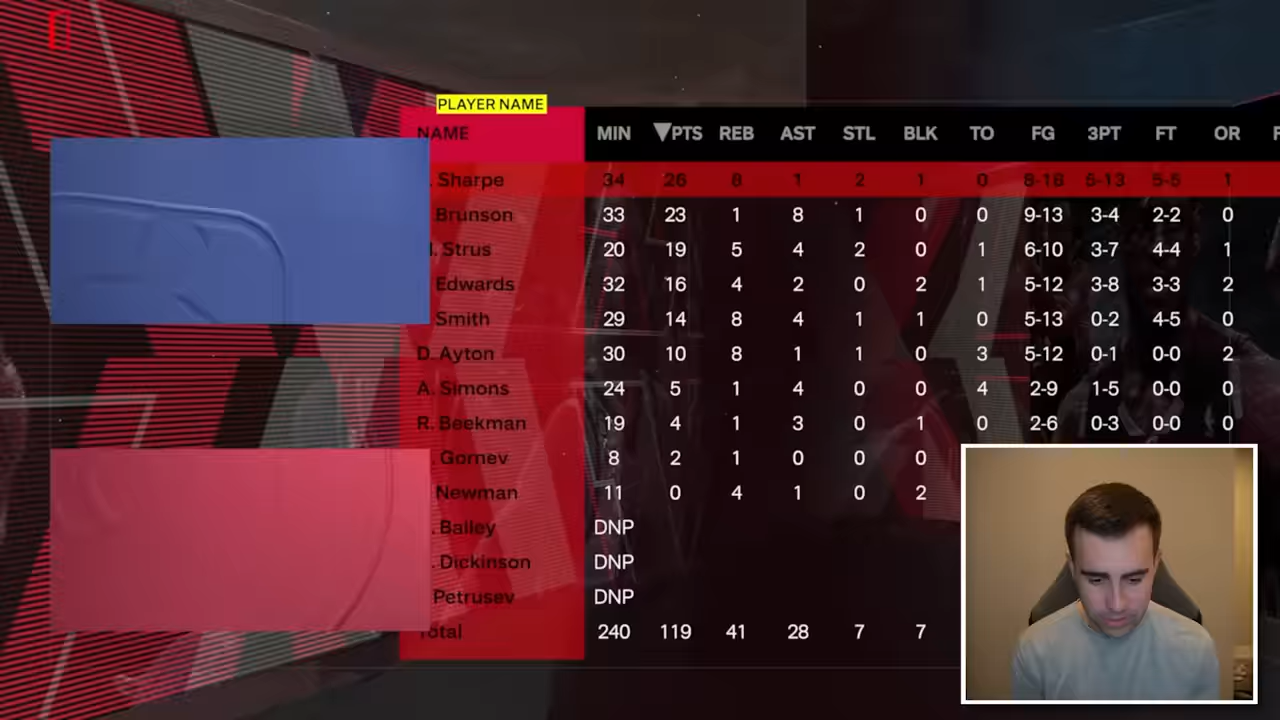 PLAYER NAME
NAME MIN ▼PTS REB AST STL BLK TO FG 3PT FT OR
. Sharpe 34 26 8 1 2 1 0 8-18 5-13 5-5 1
Brunson 33 23 1 8 1 0 0 9-13 3-4 2-2 0
. Strus 20 19 5 4 2 0 1 6-10 3-7 4-4 1
Edwards 32 16 4 2 0 2 1 5-12 3-8 3-3 2
Smith 29 14 8 4 1 1 0 5-13 0-2 4-5 0
D. Ayton 30 10 8 1 1 0 3 5-12 0-1 0-0 2
A. Simons 24 5 1 4 0 0 4 2-9 1-5 0-0 0
R. Beekman 19 4 1 3 0 1 0 2-6 0-3 0-0 0
. Gomev 8 2 1 0 0 0
Newman 11 0 4 1 0 2
. Bailey DNP
. Dickinson DNP
Petrusev DNP
Total 240 119 41 28 7 7